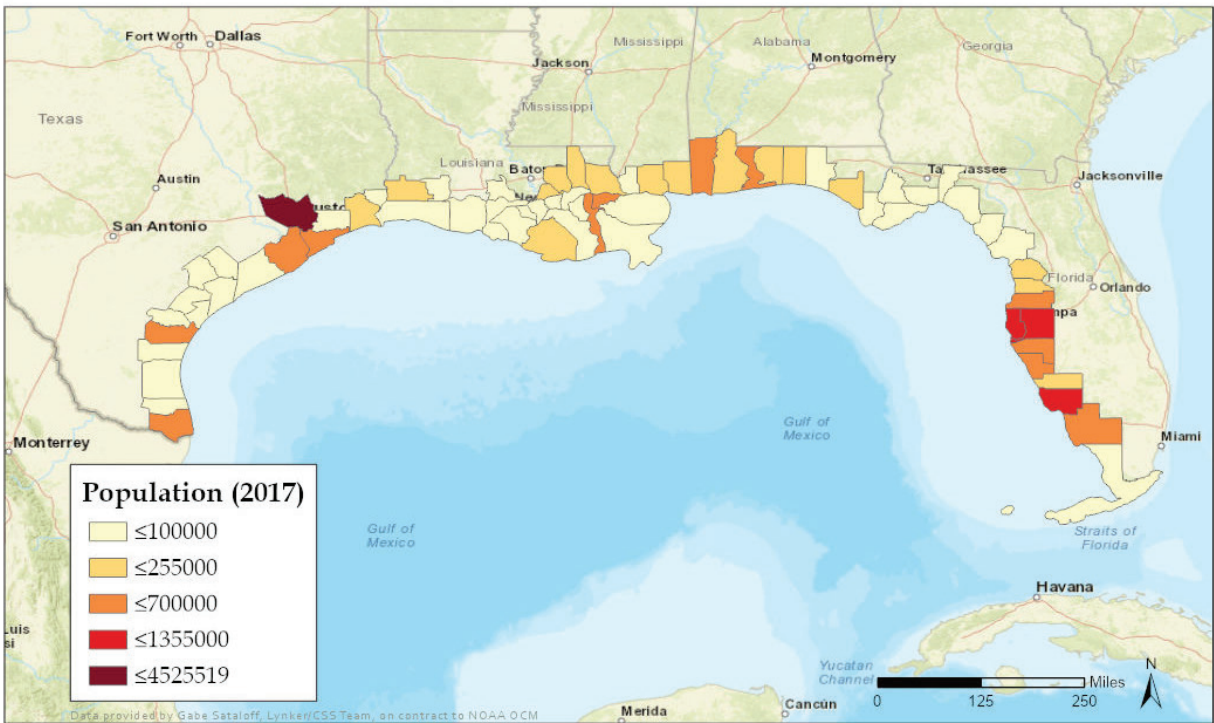 Fort Worth
Dallas
Mississippi
Alabama
Georgia
Jackson
Montgomery
Mississippi
Texas
Louisiana
Austin
Jacksonville
San Antonio
Florida
Orlando
Gulf of
Mexico
Monterrey
Miami
Population (2017)
≤100000
≤255000
≤700000
≤1355000
≤4525519
Gulf of
Mexico
Straits of
Florida
Havana
Luis
si
Yucatan
Channel
N
Miles
0 125 250
Data provided by Gabe Sataloff, Lynker/CSS Team, on contract to NOAA OCM
Merida
Cancún